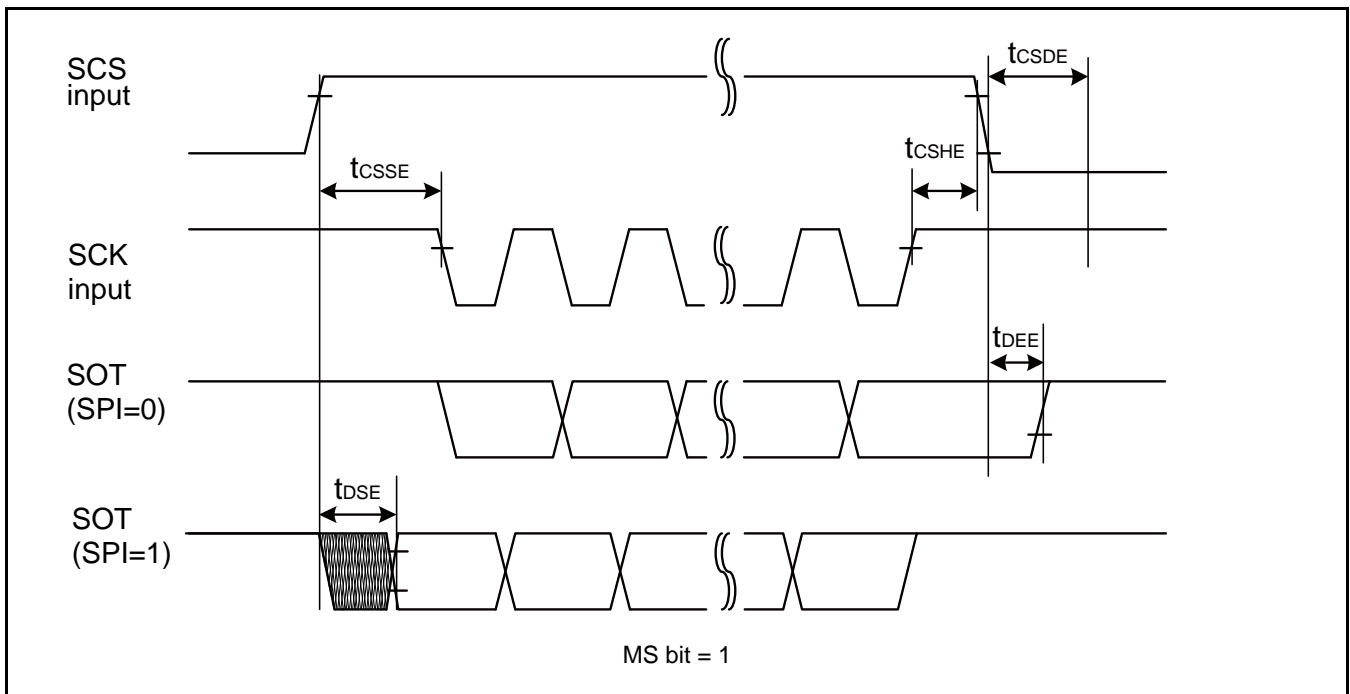 SCS
input
tCSDE
tCSHE
tCSSE
SCK
input
tDEE
SOT
(SPI=0)
tDSE
SOT
(SPI=1)
MS bit = 1